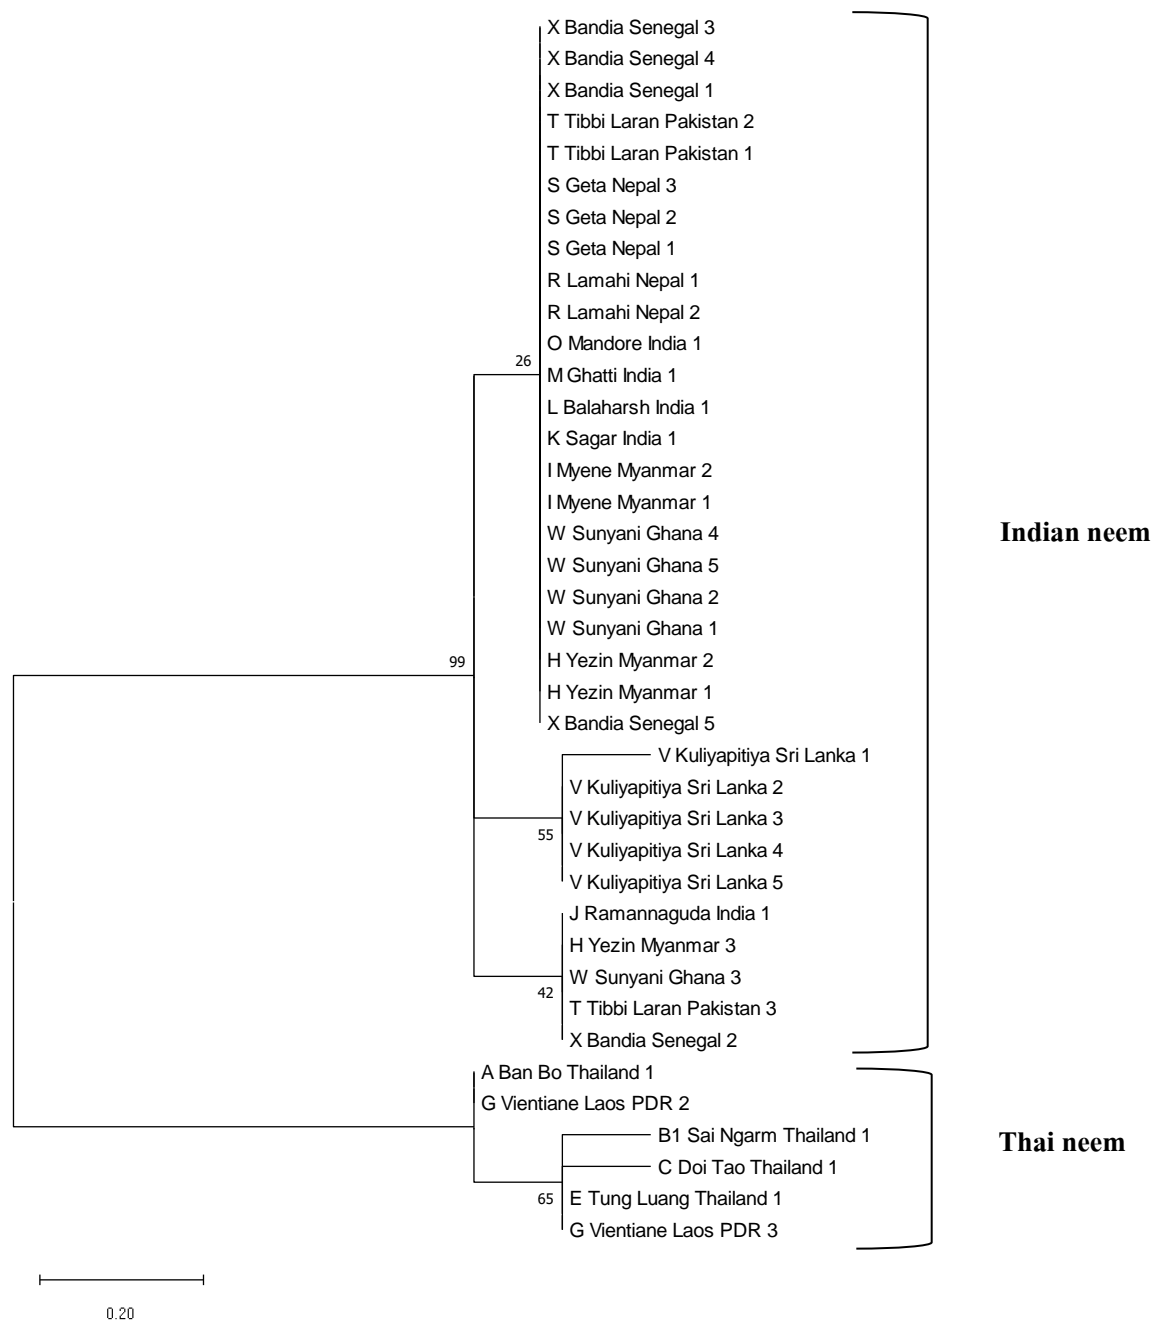 X Bandia Senegal 3
X Bandia Senegal 4
X Bandia Senegal 1
T Tibbi Laran Pakistan 2
T Tibbi Laran Pakistan 1
S Geta Nepal 3
S Geta Nepal 2
S Geta Nepal 1
R Lamahi Nepal 1
R Lamahi Nepal 2
O Mandore India 1
26
M Ghatti India 1
L Balaharsh India 1
K Sagar India 1
I Myene Myanmar 2
I Myene Myanmar 1
W Sunyani Ghana 4
Indian neem
W Sunyani Ghana 5
W Sunyani Ghana 2
W Sunyani Ghana 1
99
H Yezin Myanmar 2
H Yezin Myanmar 1
X Bandia Senegal 5
V Kuliyapitiya Sri Lanka 1
V Kuliyapitiya Sri Lanka 2
V Kuliyapitiya Sri Lanka 3
55
V Kuliyapitiya Sri Lanka 4
V Kuliyapitiya Sri Lanka 5
J Ramannaguda India 1
H Yezin Myanmar 3
W Sunyani Ghana 3
42
T Tibbi Laran Pakistan 3
X Bandia Senegal 2
A Ban Bo Thailand 1
G Vientiane Laos PDR 2
B1 Sai Ngarm Thailand 1
Thai neem
C Doi Tao Thailand 1
65
E Tung Luang Thailand 1
G Vientiane Laos PDR 3
0.20